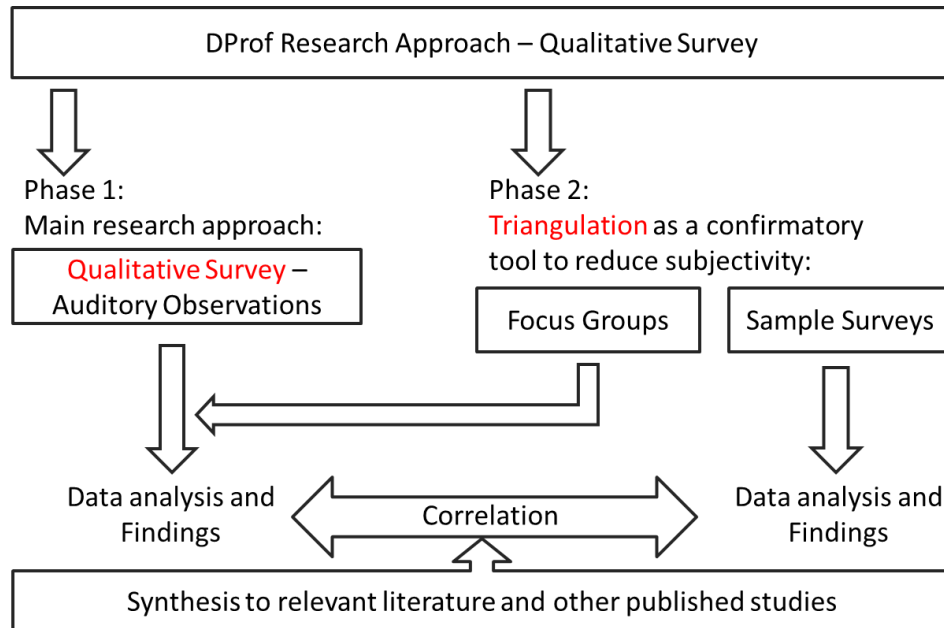 DProf Research Approach – Qualitative Survey
Phase 1:
Main research approach:
Qualitative Survey –
Auditory Observations
Phase 2:
Triangulation as a confirmatory
tool to reduce subjectivity:
Focus Groups
Sample Surveys
Data analysis and
Findings
Correlation
Data analysis and
Findings
Synthesis to relevant literature and other published studies